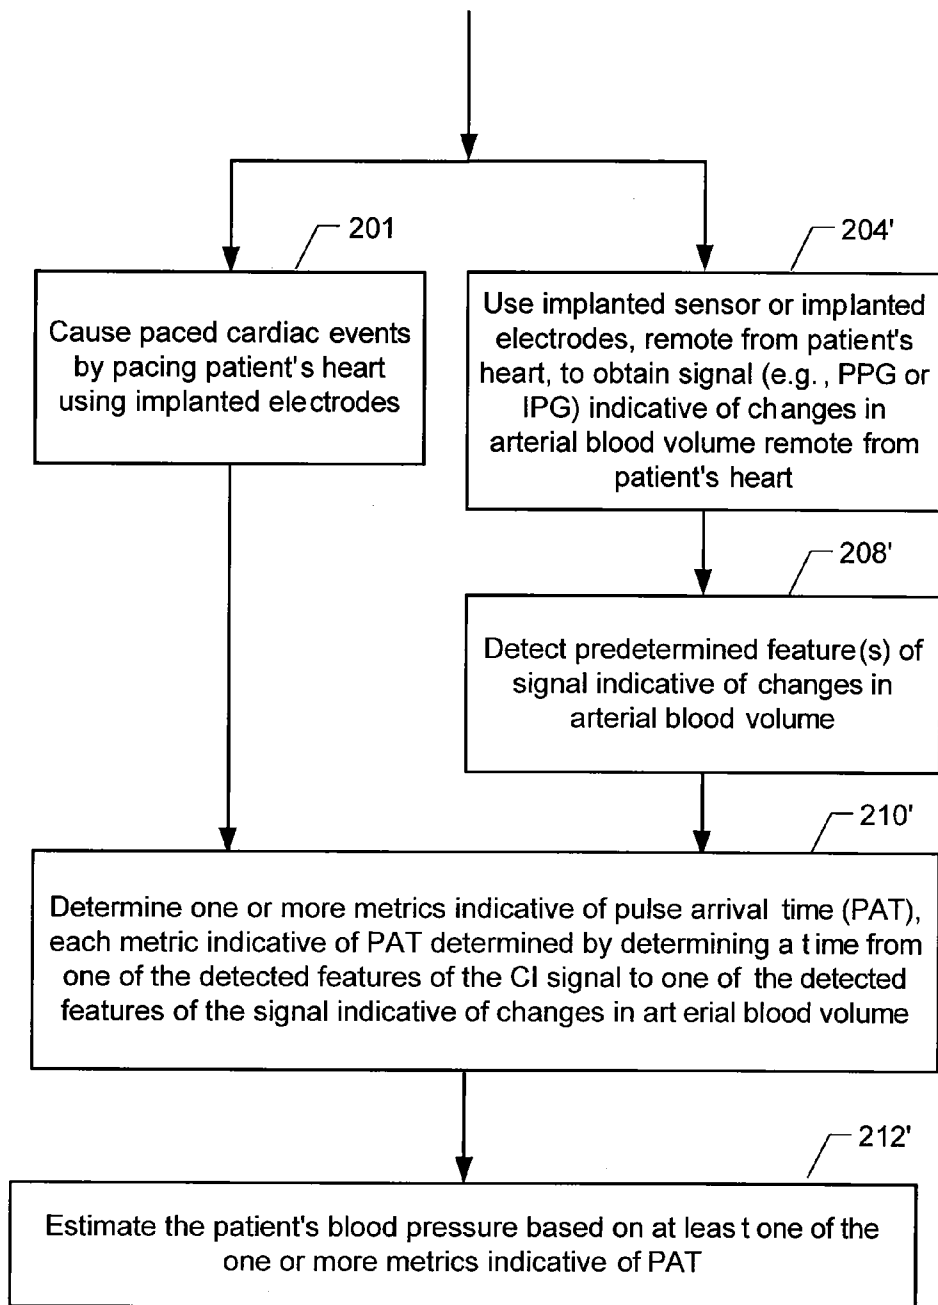 201
204'
Cause paced cardiac events
by pacing patient's heart
using implanted electrodes
Use implanted sensor or implanted
electrodes, remote from patient's
heart, to obtain signal (e.g., PPG or
IPG) indicative of changes in
arterial blood volume remote from
patient's heart
208'
Detect predetermined feature(s) of
signal indicative of changes in
arterial blood volume
210'
Determine one or more metrics indicative of pulse arrival time (PAT),
each metric indicative of PAT determined by determining a time from
one of the detected features of the CI signal to one of the detected
features of the signal indicative of changes in art erial blood volume
212'
Estimate the patient's blood pressure based on at least one of the
one or more metrics indicative of PAT